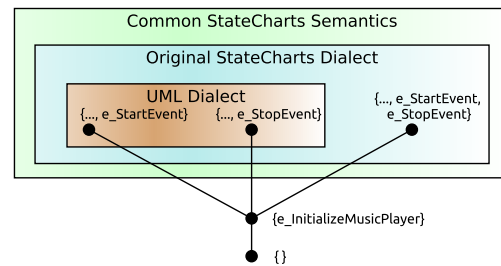 Common StateCharts Semantics
Original StateCharts Dialect
UML Dialect
{..., e_StartEvent}
{..., e_StopEvent}
{..., e_StartEvent,
e_StopEvent}
{e_InitializeMusicPlayer}
{ }